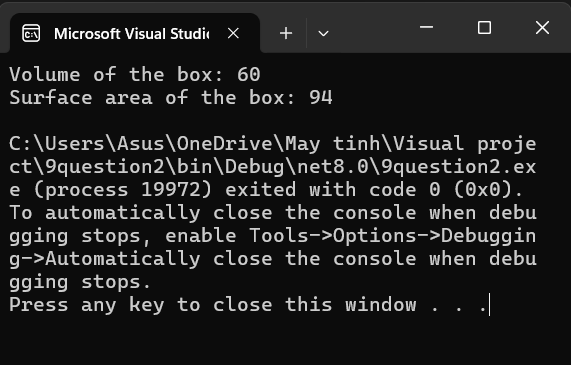 Microsoft Visual Studi
Volume of the box: 60
Surface area of the box: 94
C:\Users\Asus\OneDrive\May tinh\Visual proje
ct\9question2\bin\Debug\net8.0\9question2.ex
e (process 19972) exited with code 0 (0x0).
To automatically close the console when debu
gging stops, enable Tools->Options->Debuggin
g->Automatically close the console when debu
gging stops.
Press any key to close this window . . .